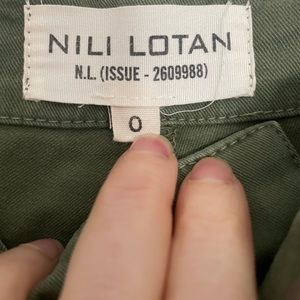 NILI LOTAN
N.L. (ISSUE - 2609988)
0